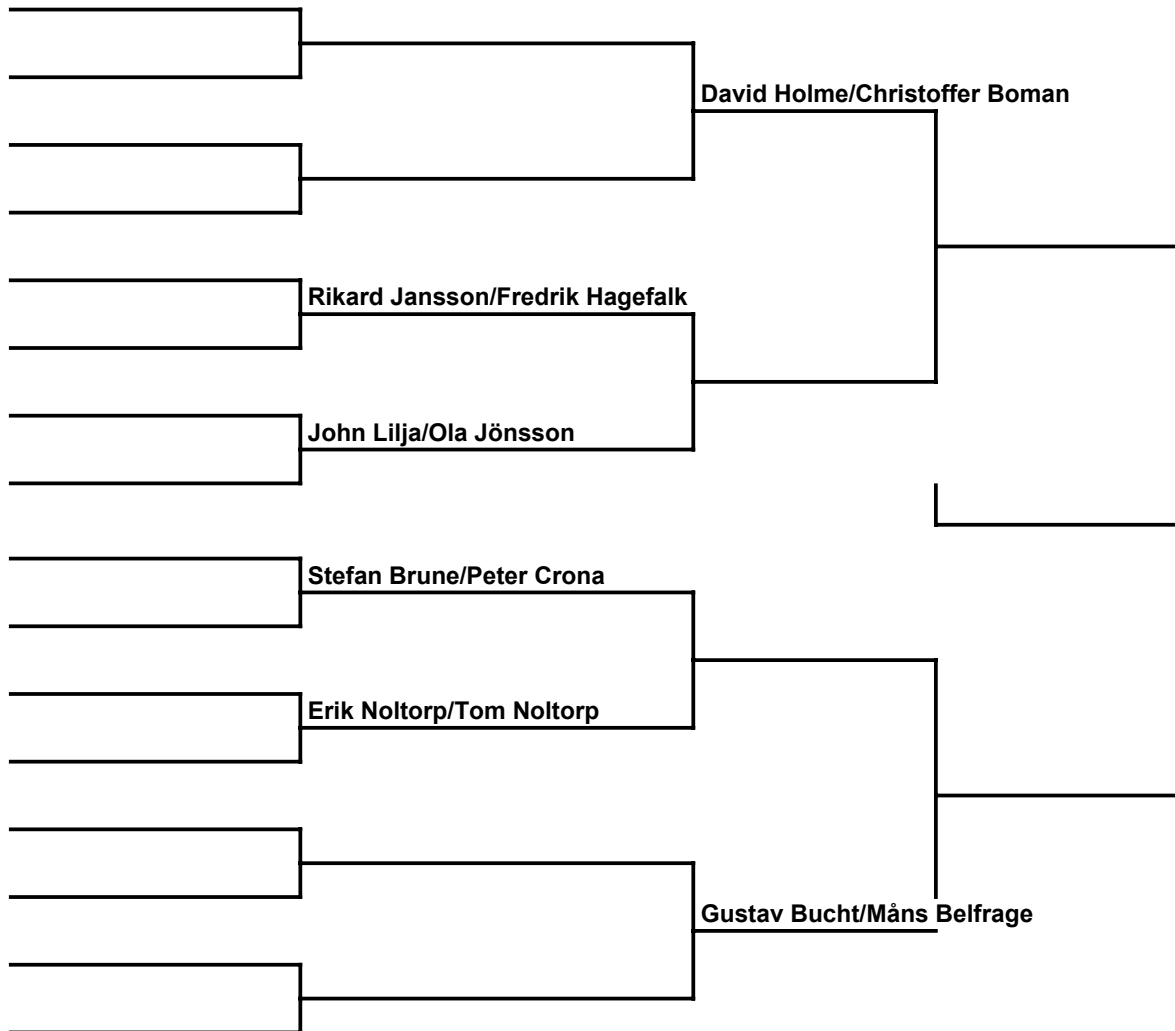 David Holme/Christoffer Boman
Rikard Jansson/Fredrik Hagefalk
John Lilja/Ola Jönsson
Stefan Brune/Peter Crona
Erik Noltorp/Tom Noltorp
Gustav Bucht/Måns Belfrage